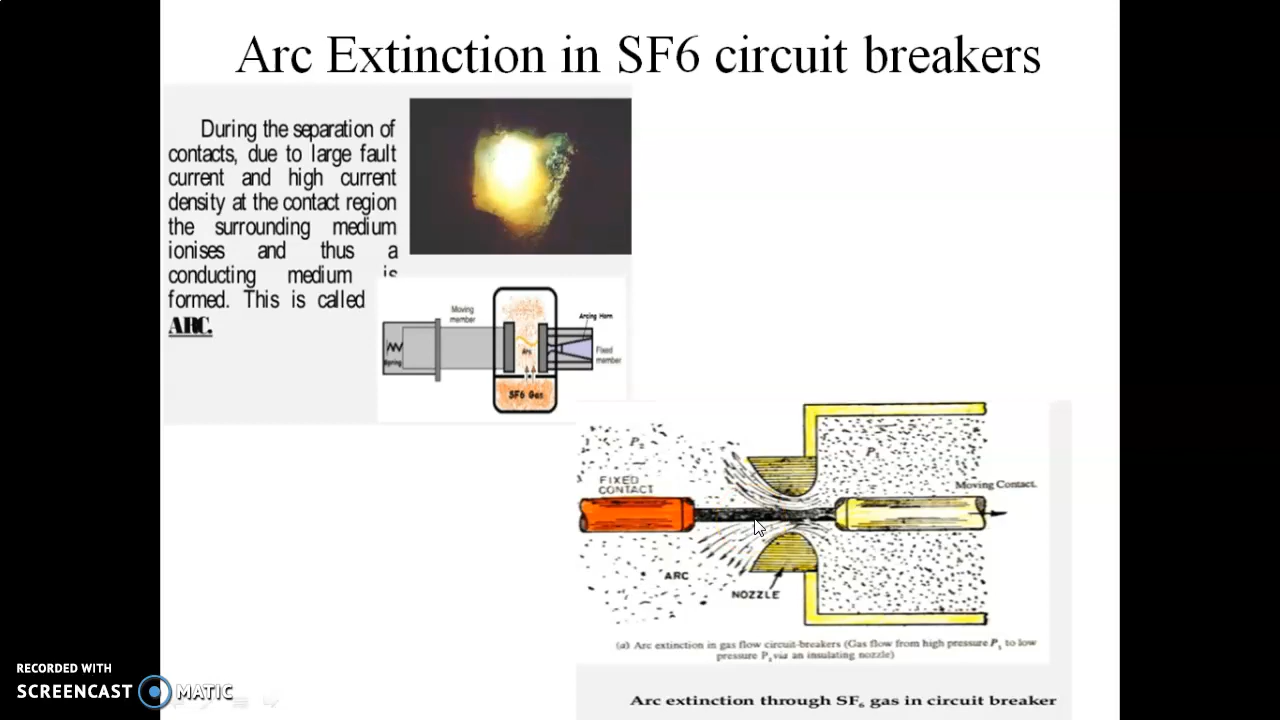 Arc Extinction in SF6 circuit breakers
During the separation of
contacts, due to large fault
current and high current
density at the contact region
the surrounding medium
ionises and thus a
conducting medium is
formed. This is called
ARC.
Moving
member
Arcing Horn
Spring
Arc
Fixed
member
SF6 Gas
P₂
P₁
FIXED
CONTACT
Moving Contact.
ARC
NOZZLE
(a) Arc extinction in gas flow circuit-breakers (Gas flow from high pressure P₁ to low
pressure P₂ via an insulating nozzle)
Arc extinction through SF₆ gas in circuit breaker
RECORDED WITH
SCREENCAST MATIC